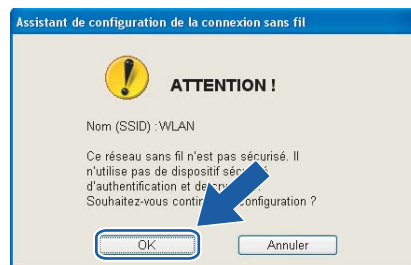 Assistant de configuration de la connexion sans fil
ATTENTION !
Nom (SSID) : WLAN
Ce réseau sans fil n'est pas sécurisé. Il
n'utilise pas de dispositif
d'authentification et de
Souhaitez-vous configuration ?
OK
Annuler